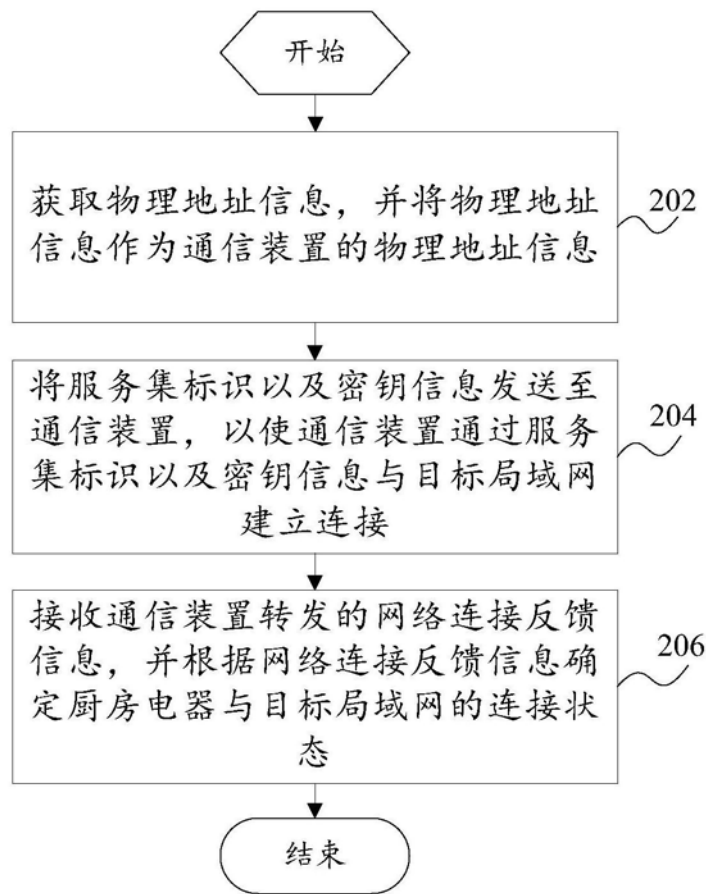 开始
获取物理地址信息，并将物理地址
信息作为通信装置的物理地址信息
202
将服务集标识以及密钥信息发送至
通信装置，以使通信装置通过服务
集标识以及密钥信息与目标局域网
建立连接
204
接收通信装置转发的网络连接反馈
信息，并根据网络连接反馈信息确
定厨房电器与目标局域网的连接状
态
206
结束